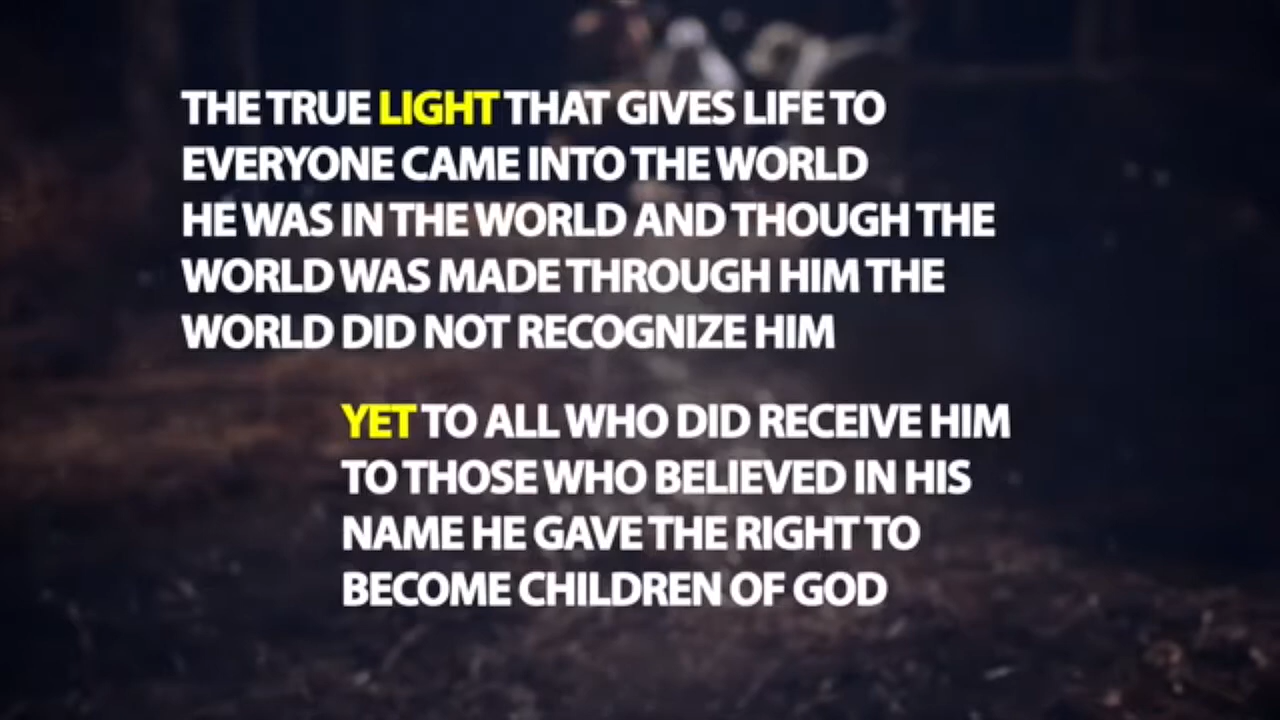 THE TRUE LIGHT THAT GIVES LIFE TO
EVERYONE CAME INTO THE WORLD
HE WAS IN THE WORLD AND THOUGH THE
WORLD WAS MADE THROUGH HIM THE
WORLD DID NOT RECOGNIZE HIM
YET TO ALL WHO DID RECEIVE HIM
TO THOSE WHO BELIEVED IN HIS
NAME HE GAVE THE RIGHT TO
BECOME CHILDREN OF GOD